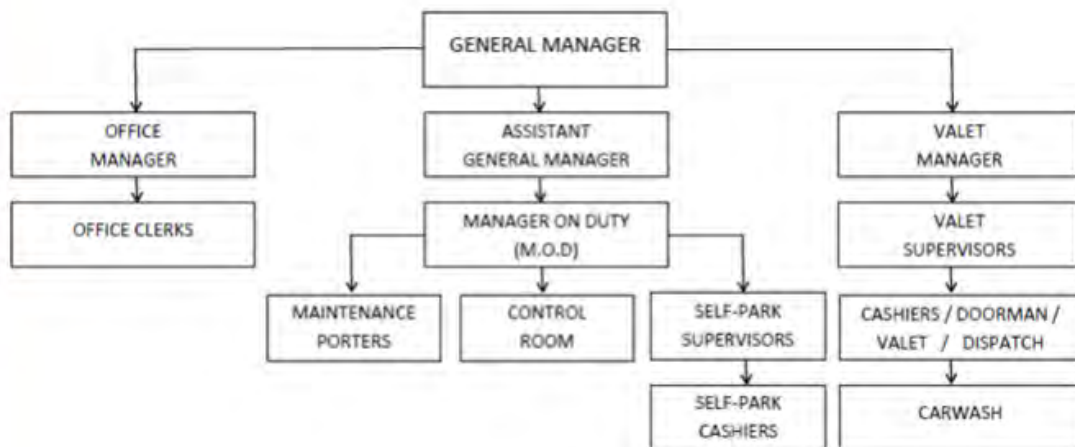 GENERAL MANAGER
OFFICE
MANAGER
ASSISTANT
GENERAL MANAGER
VALET
MANAGER
OFFICE CLERKS
MANAGER ON DUTY
(M.O.D)
VALET
SUPERVISORS
MAINTENANCE
PORTERS
CONTROL
ROOM
SELF-PARK
SUPERVISORS
CASHIERS / DOORMAN /
VALET / DISPATCH
SELF-PARK
CASHIERS
CARWASH